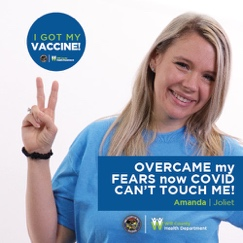 I GOT MY
VACCINE!
OVERCAME my
FEARS now COVID
CAN'T TOUCH ME!
Amanda | Joliet
Health Department